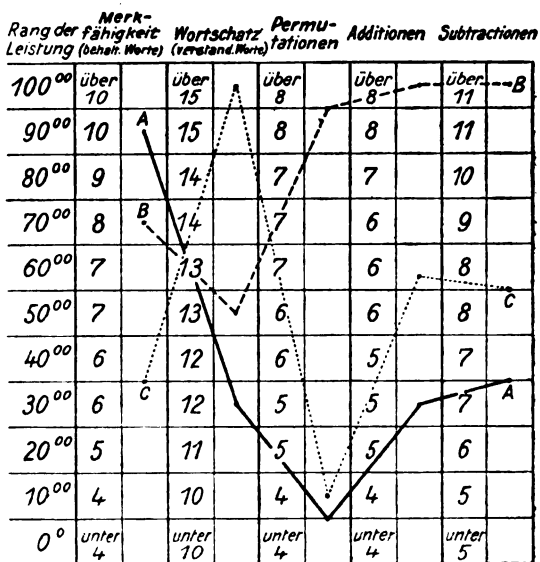 Rang der Leistung Merk-fähigkeit (behalt. Worte) Wortschatz (verstand. Worte) Permu-tationen Additionen Subtractionen
100⁰⁰ über 10 über 15 über 8 über 8 über 11 B
90⁰⁰ 10 A 15 8 8 11
80⁰⁰ 9 14 7 7 10
70⁰⁰ 8 B 14 7 6 9
60⁰⁰ 7 13 7 6 8
50⁰⁰ 7 13 6 6 8 C
40⁰⁰ 6 12 6 5 7
30⁰⁰ 6 C 12 5 5 7 A
20⁰⁰ 5 11 5 5 6
10⁰⁰ 4 10 4 4 5
0⁰ unter 4 unter 10 unter 4 unter 4 unter 5